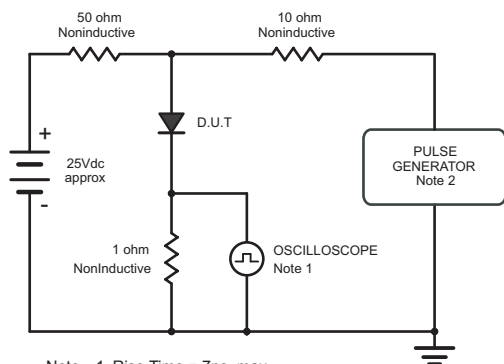 50 ohm
Noninductive
10 ohm
Noninductive
D.U.T
+
25Vdc
approx
-
PULSE
GENERATOR
Note 2
1 ohm
NonInductive
OSCILLOSCOPE
Note 1